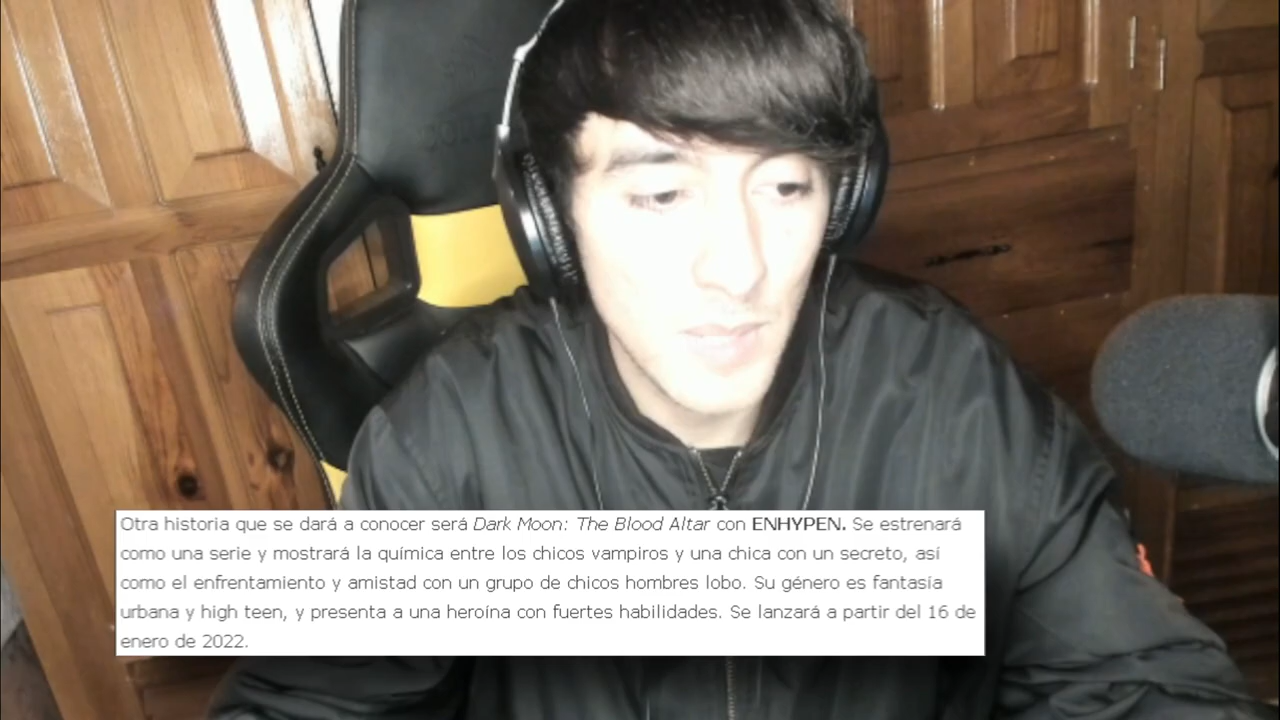 Otra historia que se dará a conocer será Dark Moon: The Blood Altar con ENHYPEN. Se estrenará
como una serie y mostrará la química entre los chicos vampiros y una chica con un secreto, así
como el enfrentamiento y amistad con un grupo de chicos hombres lobo. Su género es fantasía
urbana y high teen, y presenta a una heroína con fuertes habilidades. Se lanzará a partir del 16 de
enero de 2022.